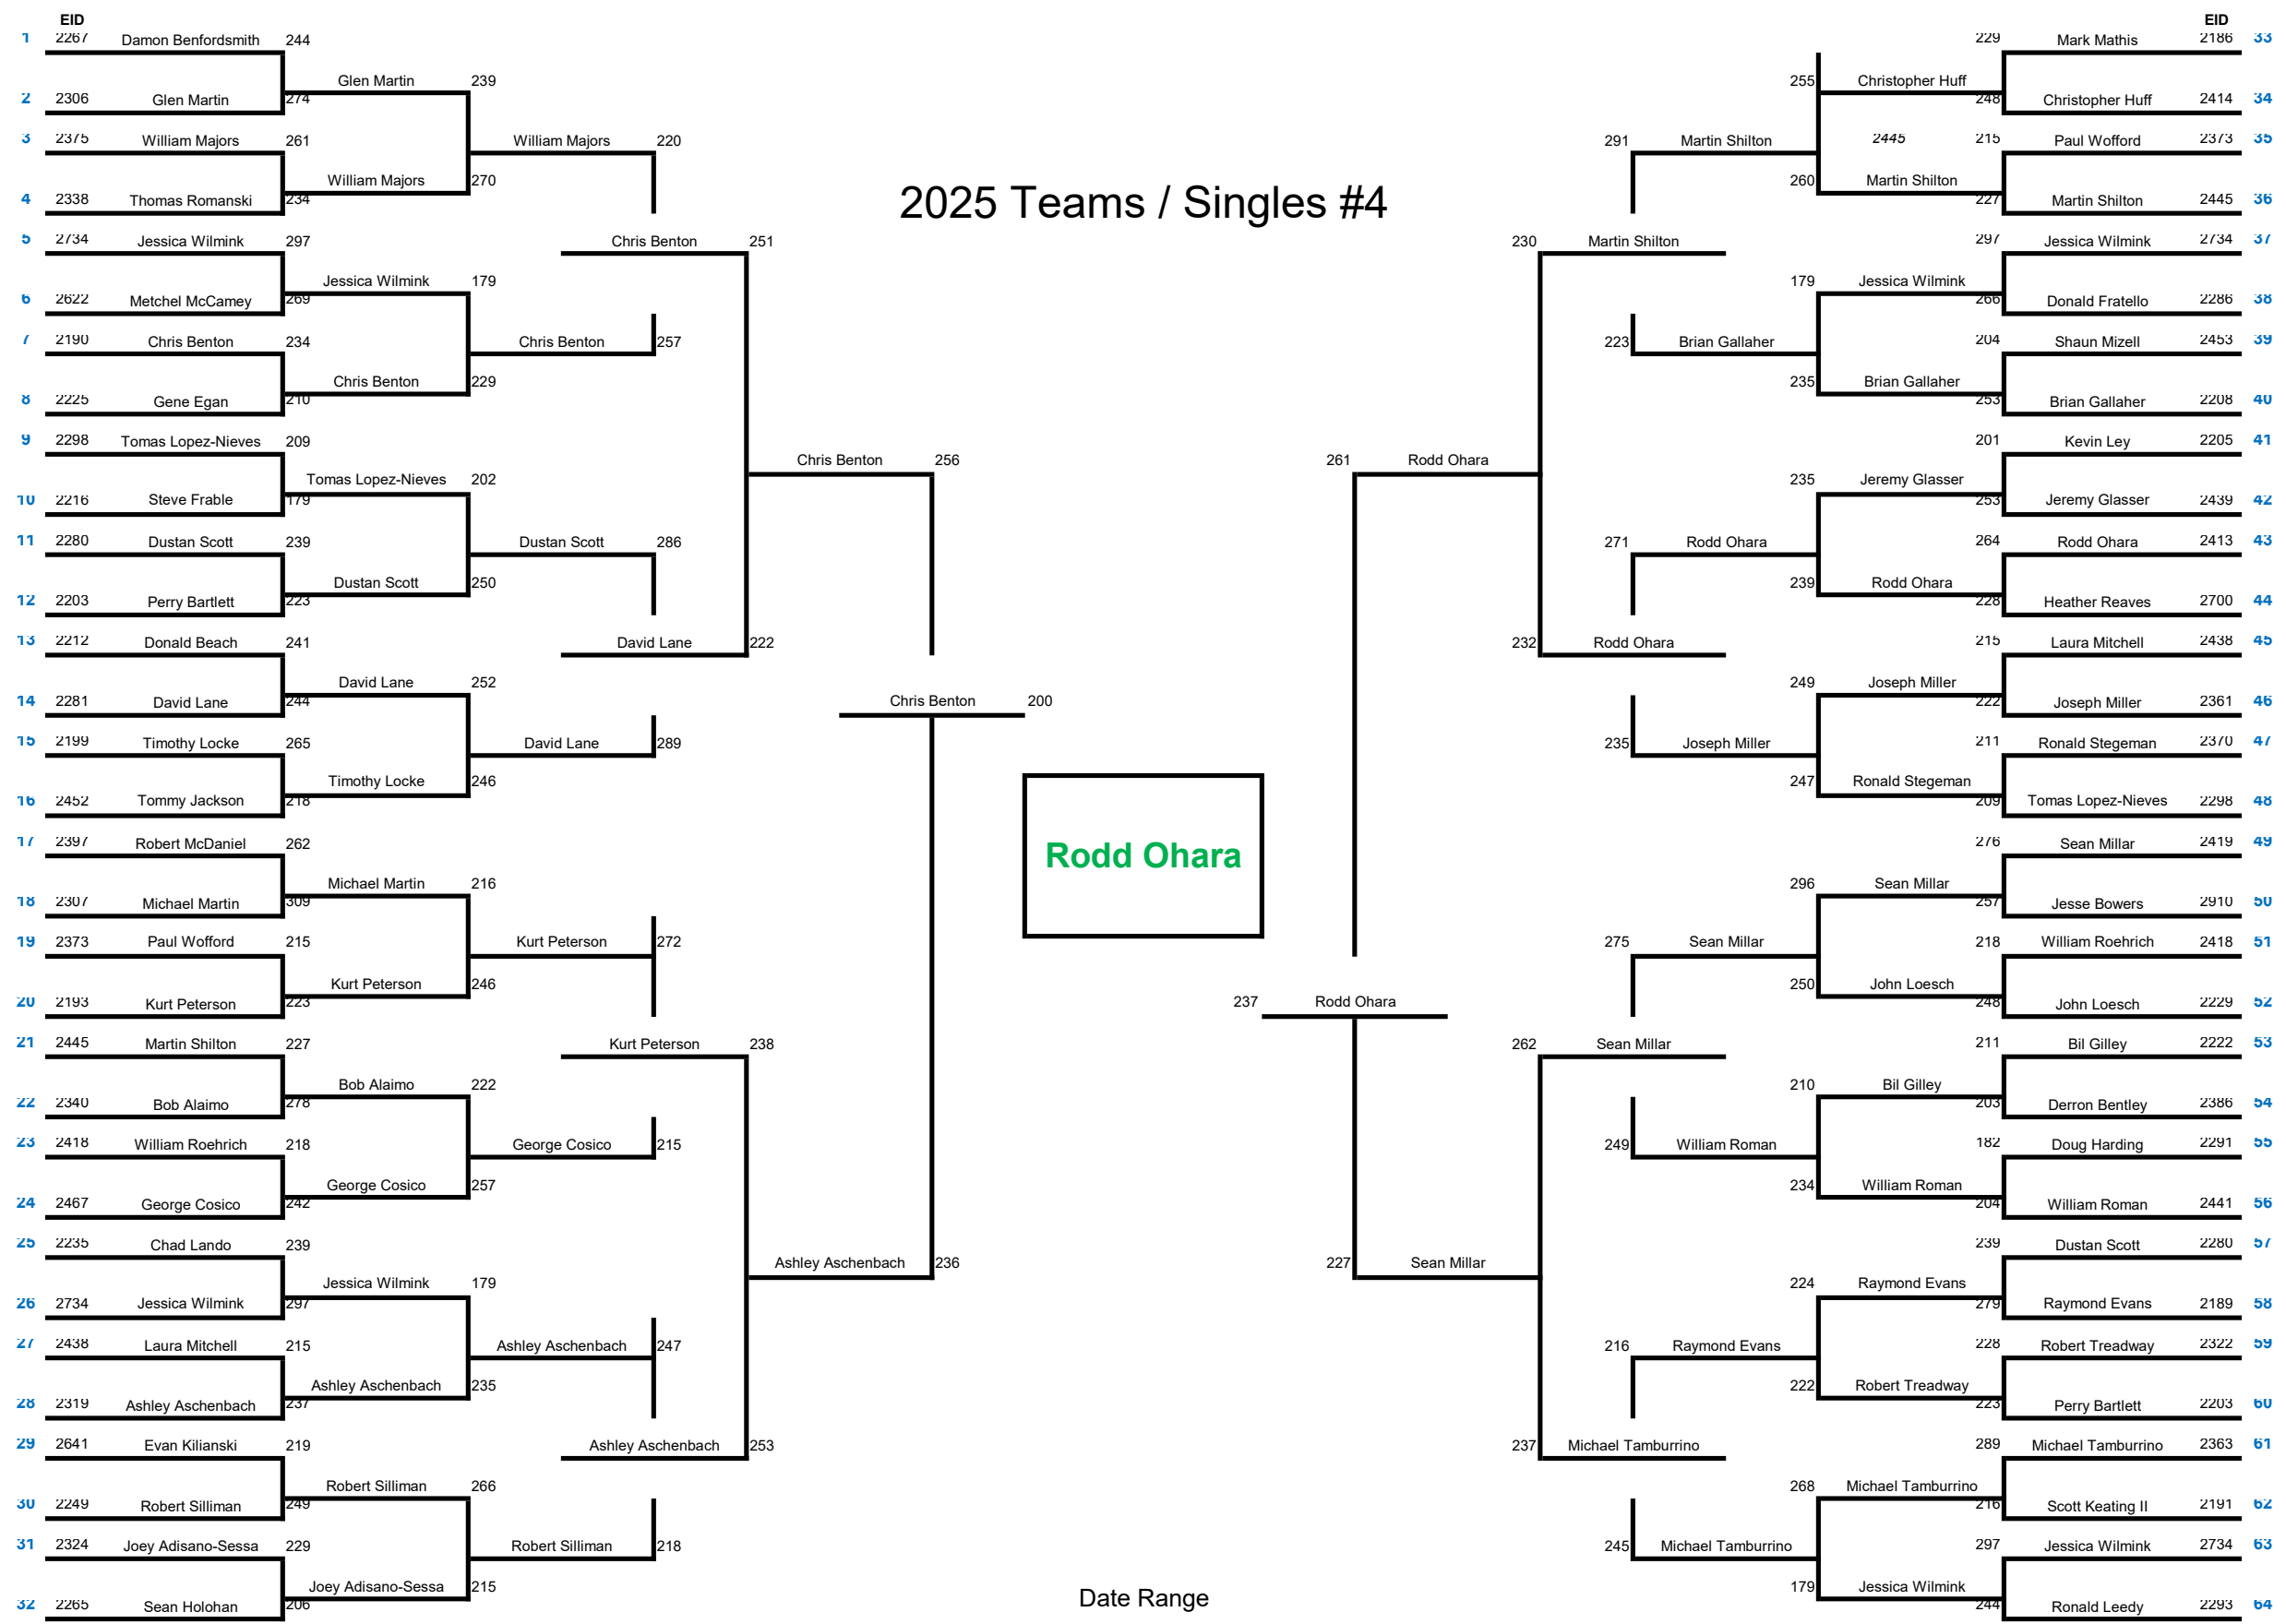 EID
1 2267 Damon Benfordsmith 244
Glen Martin 239
2 2306 Glen Martin 274
3 2375 William Majors 261
William Majors 220
William Majors 270
4 2338 Thomas Romanski 234
5 2734 Jessica Wilmink 297
Chris Benton 251
Jessica Wilmink 179
6 2622 Metchel McCamey 269
7 2190 Chris Benton 234
Chris Benton 257
Chris Benton 229
8 2225 Gene Egan 210
9 2298 Tomas Lopez-Nieves 209
Chris Benton 256
Tomas Lopez-Nieves 202
10 2216 Steve Frable 179
11 2280 Dustan Scott 239
Dustan Scott 286
Dustan Scott 250
12 2203 Perry Bartlett 223
13 2212 Donald Beach 241
David Lane 222
David Lane 252
14 2281 David Lane 244
Chris Benton 200
15 2199 Timothy Locke 265
David Lane 289
Timothy Locke 246
16 2452 Tommy Jackson 218
17 2397 Robert McDaniel 262
Michael Martin 216
18 2307 Michael Martin 309
19 2373 Paul Wofford 215
Kurt Peterson 272
Kurt Peterson 246
20 2193 Kurt Peterson 223
21 2445 Martin Shilton 227
Kurt Peterson 238
Bob Alaimo 222
22 2340 Bob Alaimo 278
23 2418 William Roehrich 218
George Cosico 215
George Cosico 257
24 2467 George Cosico 242
25 2235 Chad Lando 239
Ashley Aschenbach 236
Jessica Wilmink 179
26 2734 Jessica Wilmink 297
27 2438 Laura Mitchell 215
Ashley Aschenbach 247
Ashley Aschenbach 235
28 2319 Ashley Aschenbach 237
29 2641 Evan Kilianski 219
Ashley Aschenbach 253
Robert Silliman 266
30 2249 Robert Silliman 249
31 2324 Joey Adisano-Sessa 229
Robert Silliman 218
Joey Adisano-Sessa 215
32 2265 Sean Holohan 206
2025 Teams / Singles #4
Rodd Ohara
Date Range
EID
229 Mark Mathis 2186 33
255 Christopher Huff
248 Christopher Huff 2414 34
291 Martin Shilton
2445
215 Paul Wofford 2373 35
260 Martin Shilton
227 Martin Shilton 2445 36
230 Martin Shilton
297 Jessica Wilmink 2734 37
179 Jessica Wilmink
266 Donald Fratello 2286 38
223 Brian Gallaher
204 Shaun Mizell 2453 39
235 Brian Gallaher
253 Brian Gallaher 2208 40
201 Kevin Ley 2205 41
261 Rodd Ohara
235 Jeremy Glasser
253 Jeremy Glasser 2439 42
271 Rodd Ohara
264 Rodd Ohara 2413 43
239 Rodd Ohara
228 Heather Reaves 2700 44
232 Rodd Ohara
215 Laura Mitchell 2438 45
249 Joseph Miller
222 Joseph Miller 2361 46
235 Joseph Miller
211 Ronald Stegeman 2370 47
247 Ronald Stegeman
209 Tomas Lopez-Nieves 2298 48
276 Sean Millar 2419 49
296 Sean Millar
257 Jesse Bowers 2910 50
275 Sean Millar
218 William Roehrich 2418 51
250 John Loesch
248 John Loesch 2229 52
237 Rodd Ohara
262 Sean Millar
211 Bil Gilley 2222 53
210 Bil Gilley
203 Derron Bentley 2386 54
249 William Roman
182 Doug Harding 2291 55
234 William Roman
204 William Roman 2441 56
239 Dustan Scott 2280 57
227 Sean Millar
224 Raymond Evans
279 Raymond Evans 2189 58
216 Raymond Evans
228 Robert Treadway 2322 59
222 Robert Treadway
223 Perry Bartlett 2203 60
237 Michael Tamburrino
289 Michael Tamburrino 2363 61
268 Michael Tamburrino
216 Scott Keating II 2191 62
245 Michael Tamburrino
297 Jessica Wilmink 2734 63
179 Jessica Wilmink
244 Ronald Leedy 2293 64